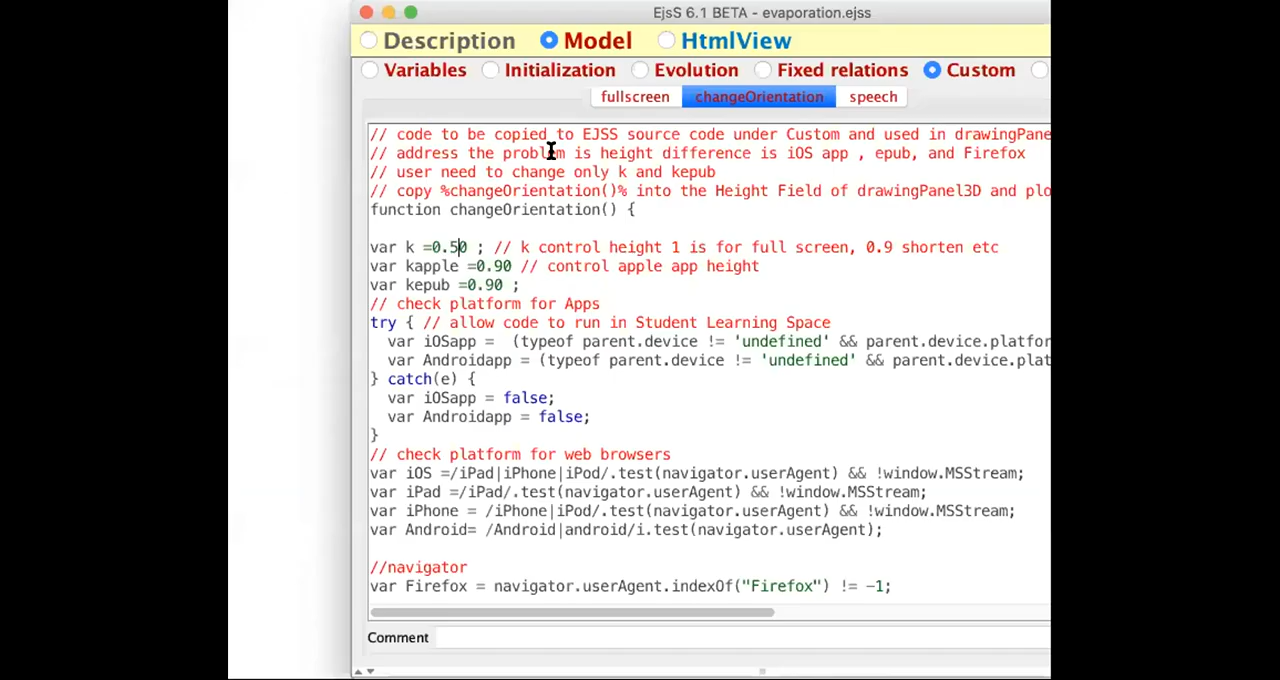 EjsS 6.1 BETA - evaporation.ejss
Description Model HtmlView
Variables Initialization Evolution Fixed relations Custom
fullscreen changeOrientation speech
// code to be copied to EJSS source code under Custom and used in drawingPane
// address the problem is height difference is iOS app , epub, and Firefox
// user need to change only k and kepub
// copy %changeOrientation()% into the Height Field of drawingPanel3D and plo
function changeOrientation() {
var k =0.50 ; // k control height 1 is for full screen, 0.9 shorten etc
var kapple =0.90 // control apple app height
var kepub =0.90 ;
// check platform for Apps
try { // allow code to run in Student Learning Space
var iOSapp = (typeof parent.device != 'undefined' && parent.device.platfor
var Androidapp = (typeof parent.device != 'undefined' && parent.device.plat
} catch(e) {
var iOSapp = false;
var Androidapp = false;
}
// check platform for web browsers
var iOS =/iPad|iPhone|iPod/.test(navigator.userAgent) && !window.MSStream;
var iPad =/iPad/.test(navigator.userAgent) && !window.MSStream;
var iPhone = /iPhone|iPod/.test(navigator.userAgent) && !window.MSStream;
var Android= /Android|android/i.test(navigator.userAgent);
//navigator
var Firefox = navigator.userAgent.indexOf("Firefox") != -1;
Comment